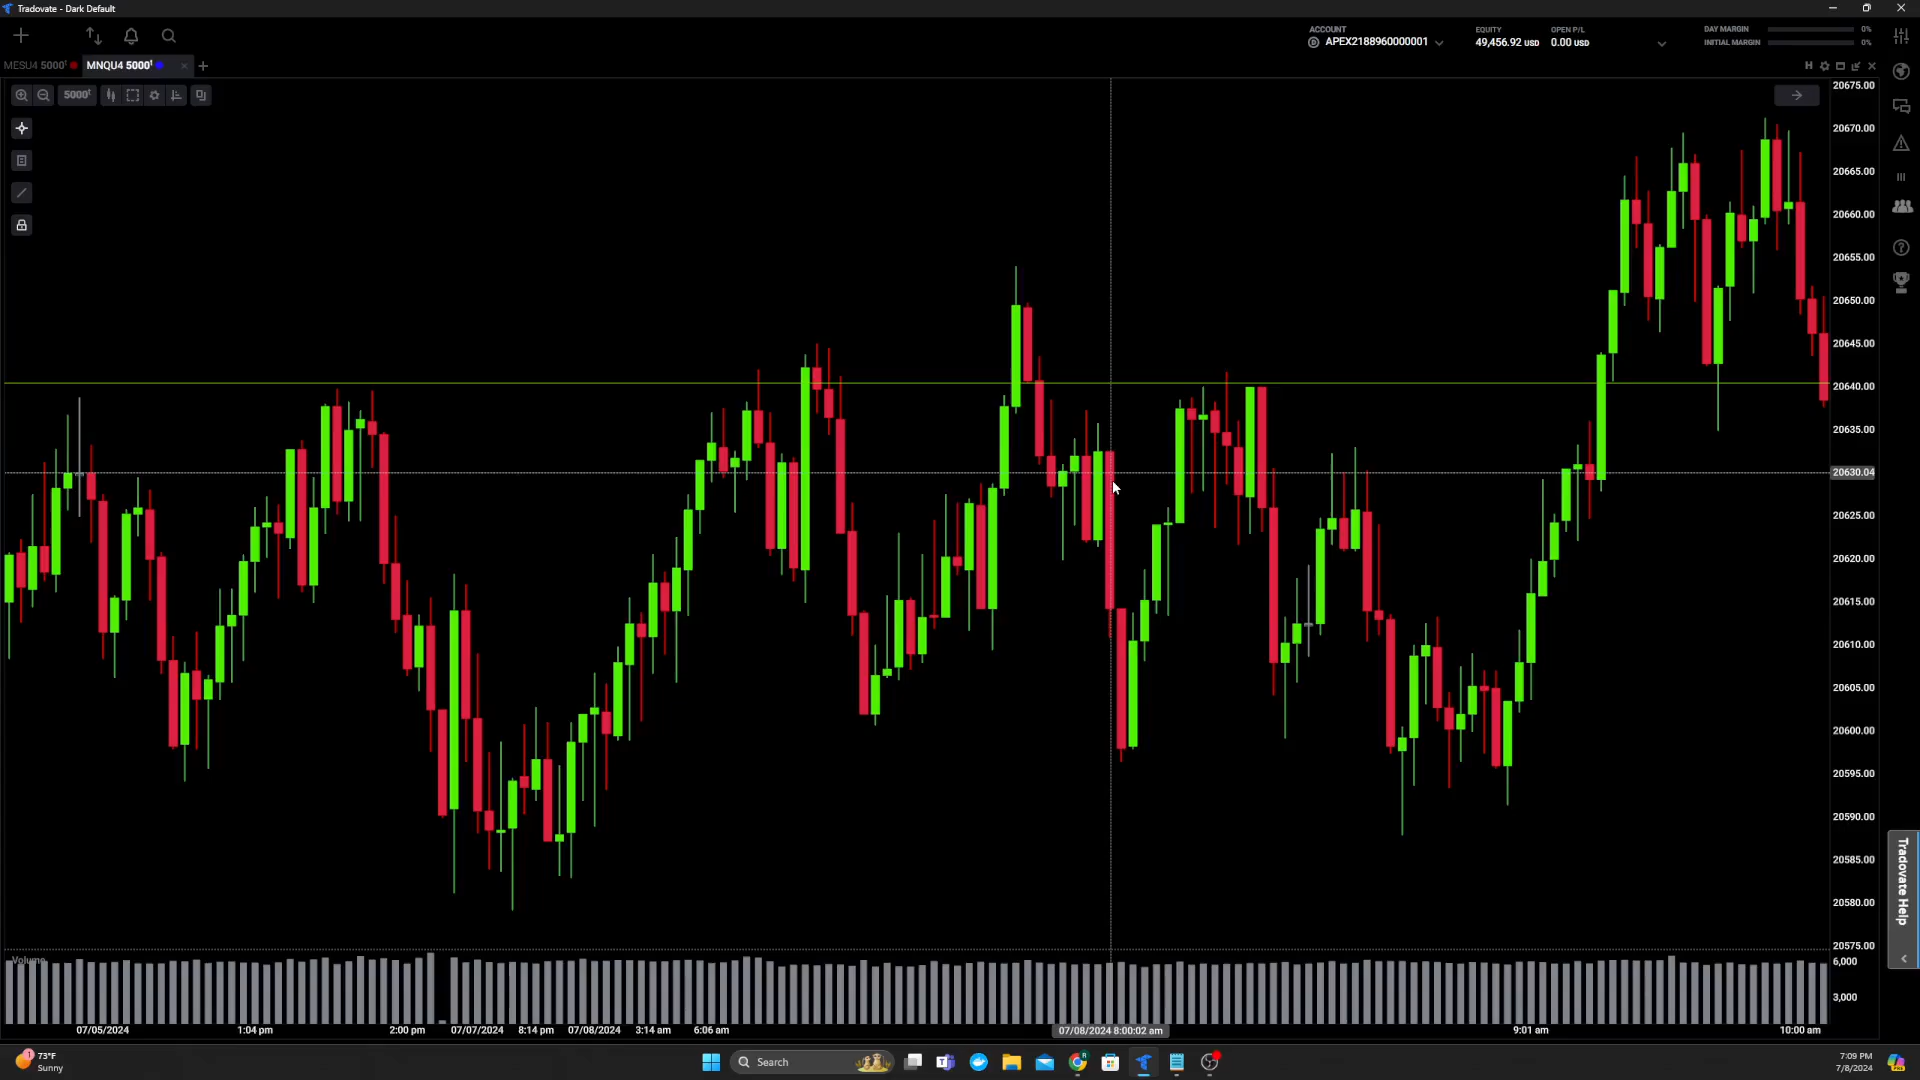 Tradovate - Dark Default
ACCOUNT
APEX2188960000001
EQUITY
49,456.92 USD
OPEN P/L
0.00 USD
DAY MARGIN
0%
INITIAL MARGIN
0%
MESU4 5000t
MNQU4 5000t
H
5000t
20675.00
20670.00
20665.00
20660.00
20655.00
20650.00
20645.00
20640.00
20635.00
20630.04
20625.00
20620.00
20615.00
20610.00
20605.00
20600.00
20595.00
20590.00
20585.00
20580.00
20575.00
Tradovate Help
Volume
6,000
3,000
07/05/2024
1:04 pm
2:00 pm
07/07/2024
8:14 pm
07/08/2024
3:14 am
6:06 am
07/08/2024 8:00:02 am
9:01 am
10:00 am
1
73°F
Sunny
Search
7:09 PM
7/8/2024